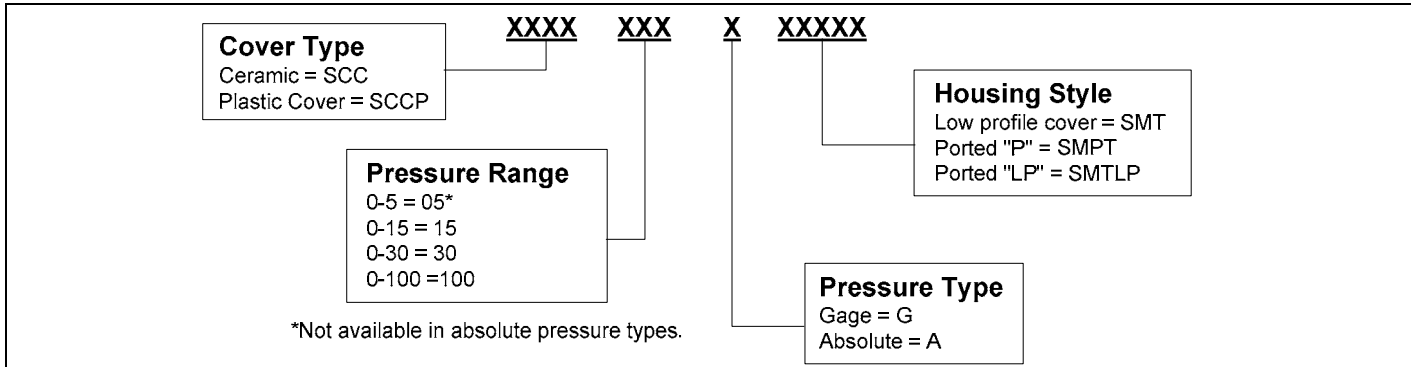 XXXX XXX X XXXXX
Cover Type
Ceramic = SCC
Plastic Cover = SCCP
Housing Style
Low profile cover = SMT
Ported "P" = SMPT
Ported "LP" = SMTLP
Pressure Range
0-5 = 05*
0-15 = 15
0-30 = 30
0-100 =100
*Not available in absolute pressure types.
Pressure Type
Gage = G
Absolute = A